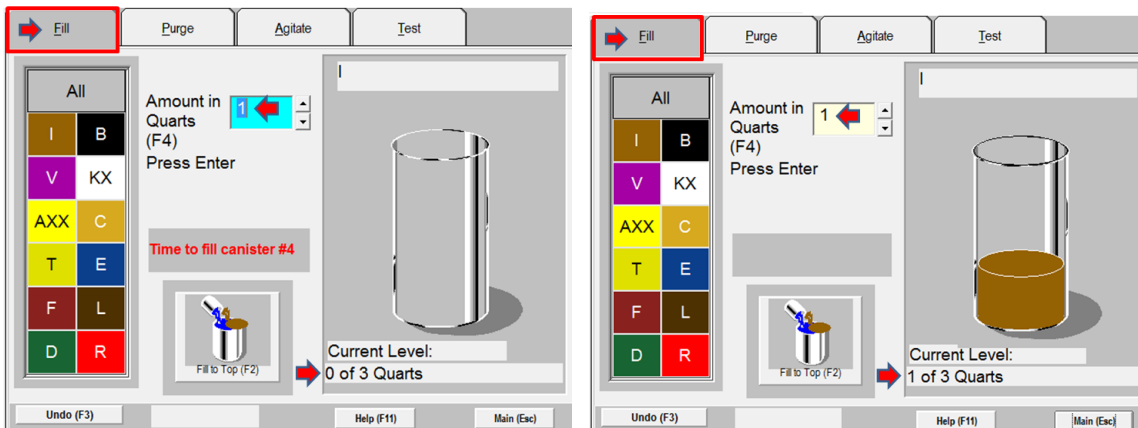 Fill Purge Agitate Test
All
I B
V KX
AXX C
T E
F L
D R
Amount in
Quarts
(F4)
Press Enter
1
Time to fill canister #4
Fill to Top (F2)
I
Current Level:
0 of 3 Quarts
Undo (F3) Help (F11) Main (Esc)
Fill Purge Agitate Test
All
I B
V KX
AXX C
T E
F L
D R
Amount in
Quarts
(F4)
Press Enter
1
Fill to Top (F2)
I
Current Level:
1 of 3 Quarts
Undo (F3) Help (F11) Main (Esc)